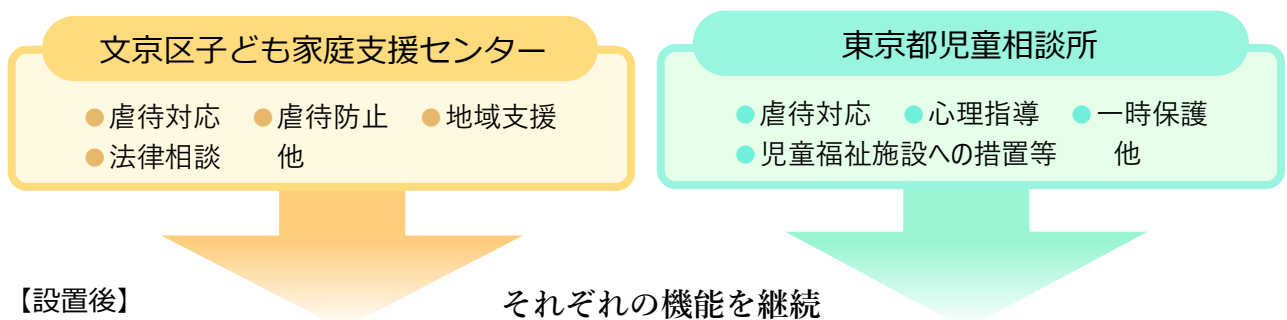 文京区子ども家庭支援センター
●虐待対応 ●虐待防止 ●地域支援
●法律相談 他
東京都児童相談所
●虐待対応 ●心理指導 ●一時保護
●児童福祉施設への措置等 他
【設置後】
それぞれの機能を継続